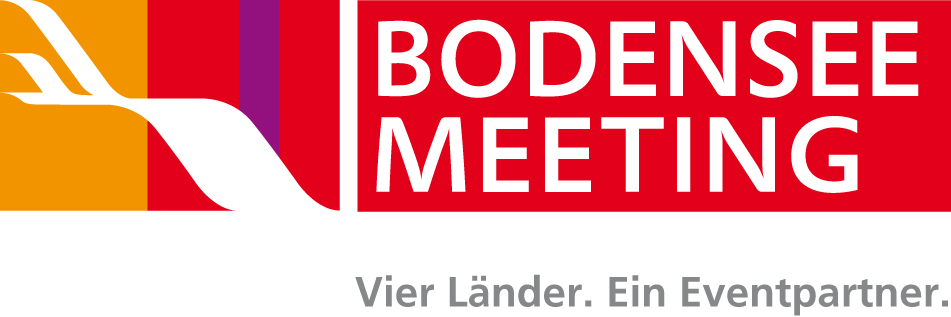 BODENSEE
MEETING
Vier Länder. Ein Eventpartner.